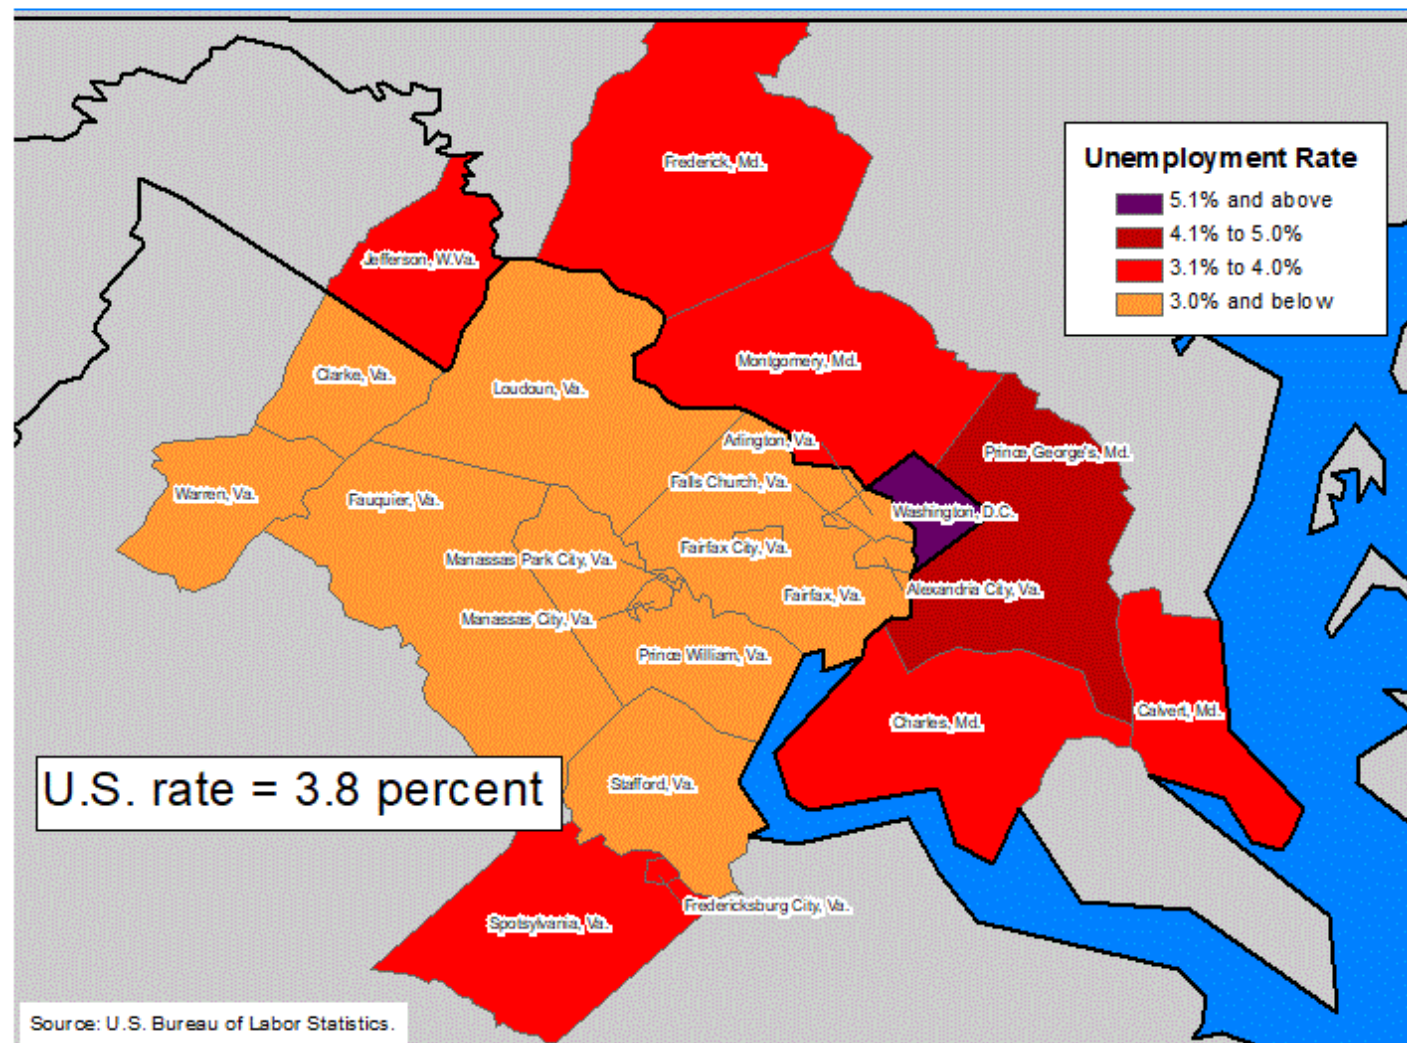 Frederick, Md.
Unemployment Rate
5.1% and above
4.1% to 5.0%
3.1% to 4.0%
3.0% and below
Jefferson, W.Va.
Montgomery, Md.
Clarke, Va.
Loudoun, Va.
Arlington, Va.
Prince George's, Md.
Falls Church, Va.
Warren, Va.
Fauquier, Va.
Washington, D.C.
Fairfax City, Va.
Manassas Park City, Va.
Fairfax, Va.
Alexandria City, Va.
Manassas City, Va.
Prince William, Va.
Charles, Md.
Calvert, Md.
U.S. rate = 3.8 percent
Stafford, Va.
Fredericksburg City, Va.
Spotsylvania, Va.
Source: U.S. Bureau of Labor Statistics.